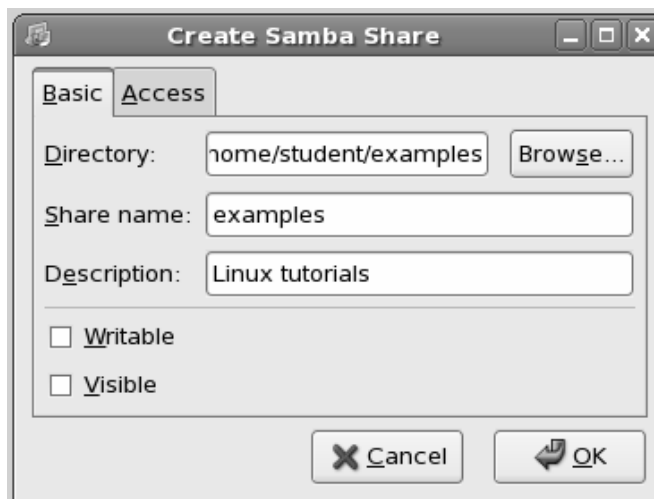 Create Samba Share
Basic Access
Directory: home/student/examples Browse...
Share name: examples
Description: Linux tutorials
Writable
Visible
Cancel OK